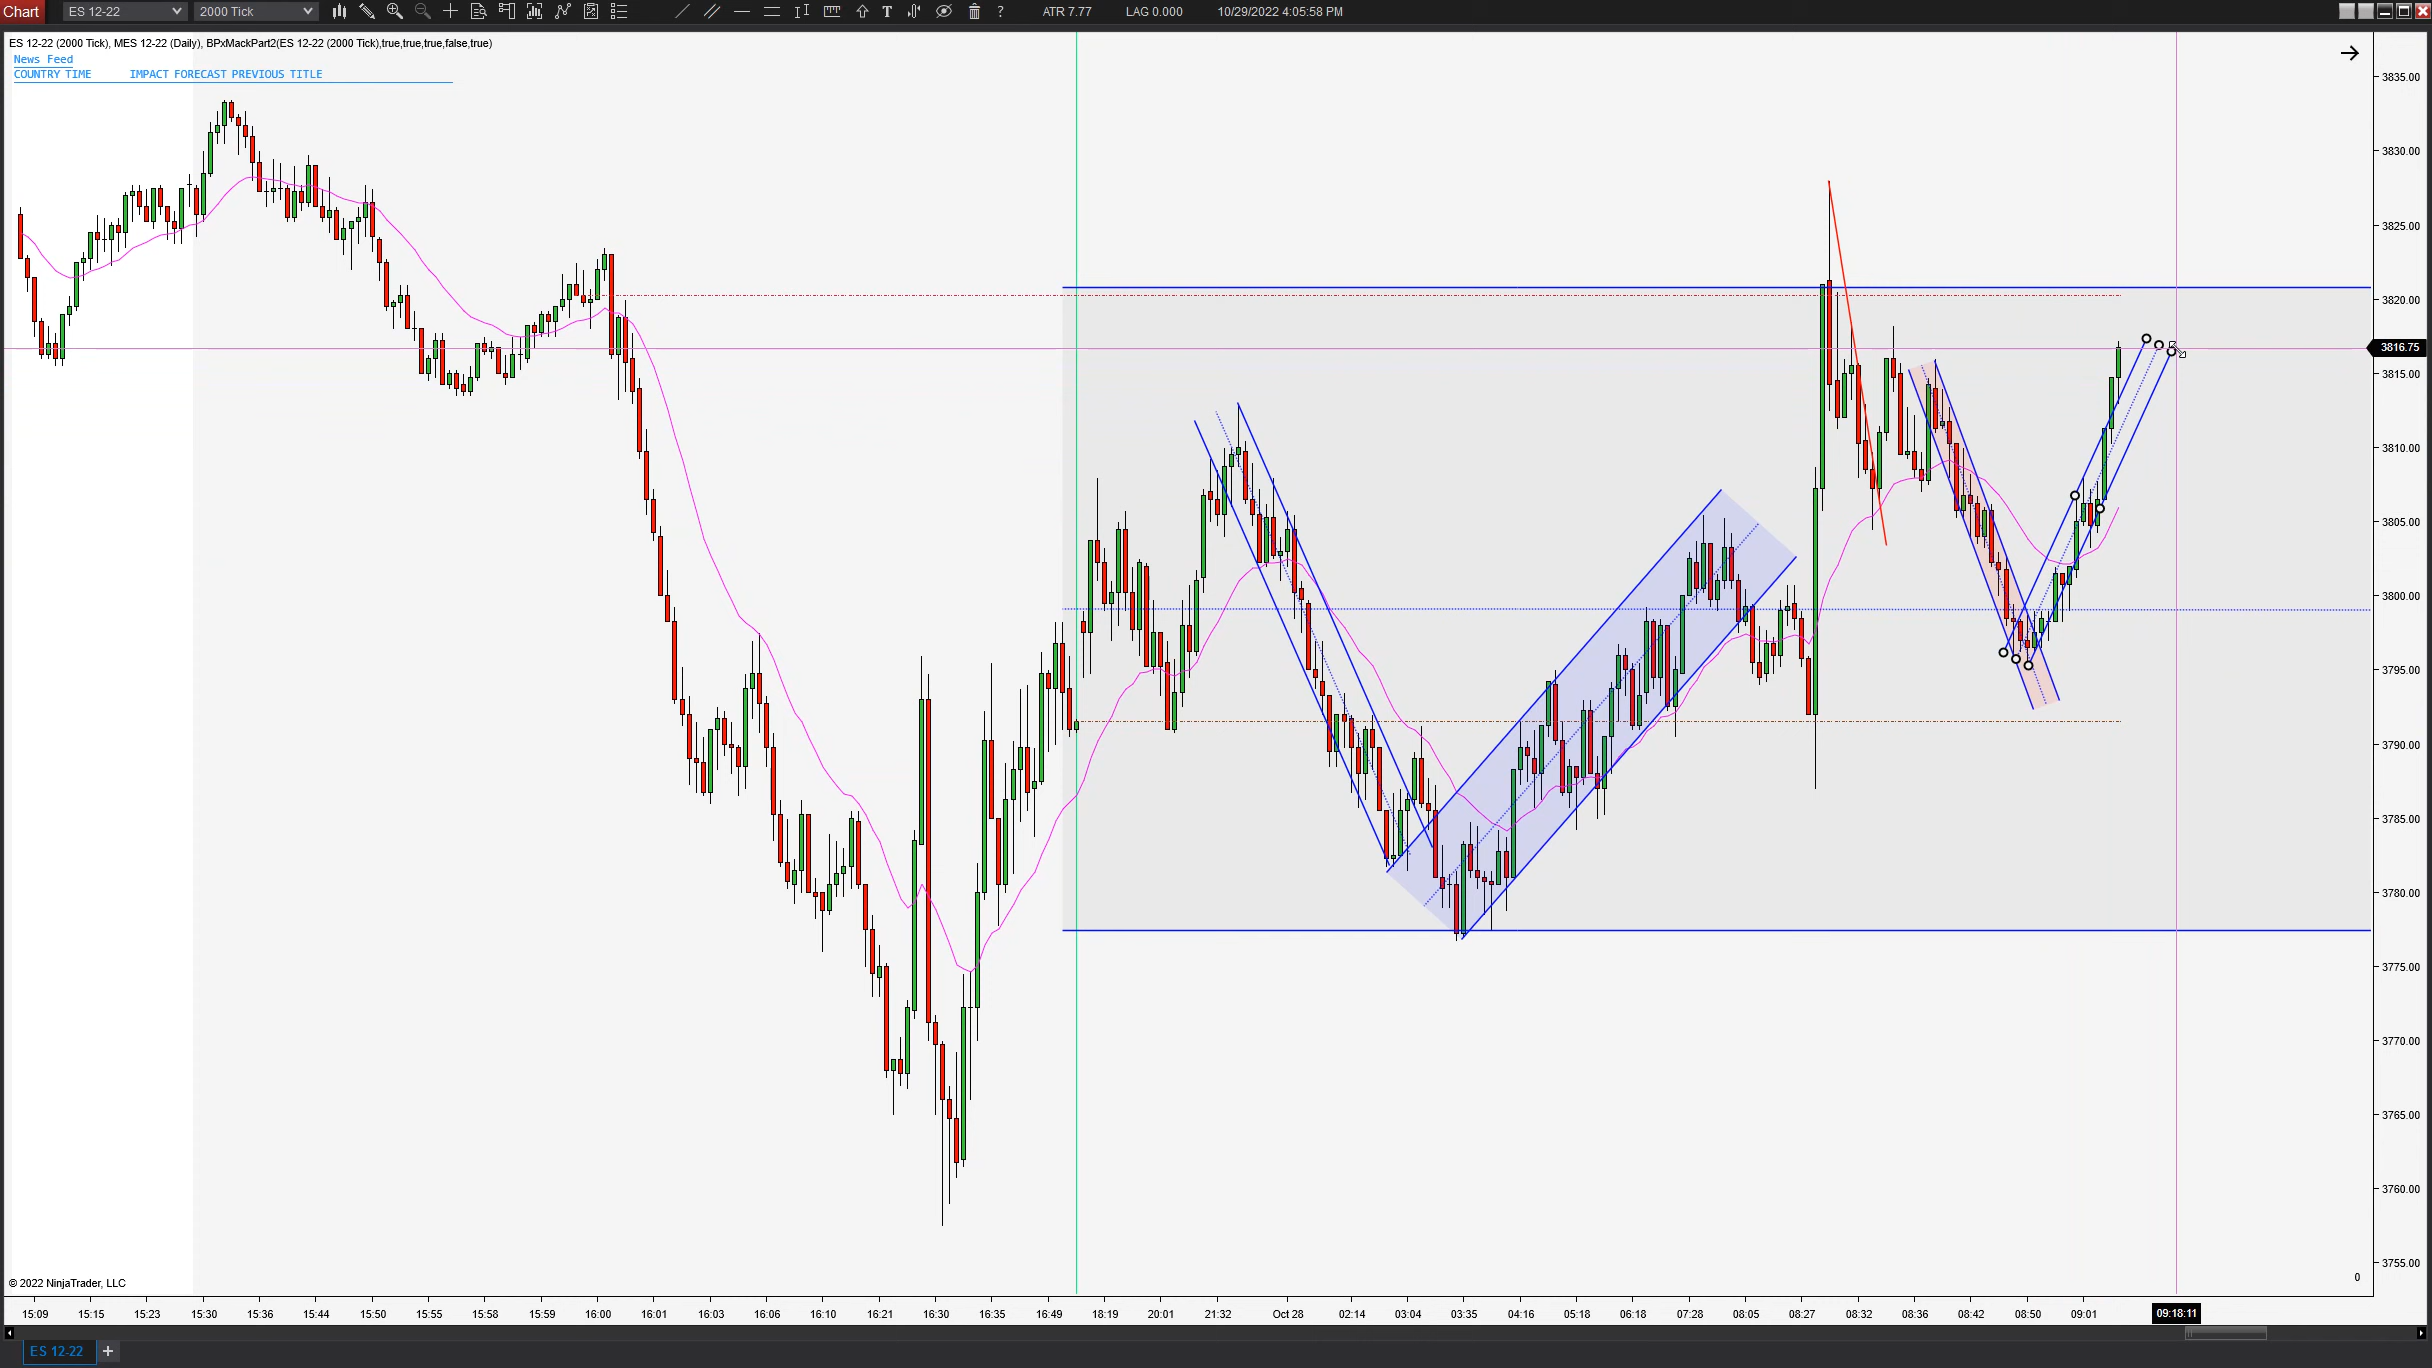 Chart ES 12-22 2000 Tick T ? ATR 7.77 LAG 0.000 10/29/2022 4:05:58 PM
ES 12-22 (2000 Tick), MES 12-22 (Daily), BPxMackPart2(ES 12-22 (2000 Tick),true,true,true,false,true)
News Feed
COUNTRY TIME IMPACT FORECAST PREVIOUS TITLE
3835.00
3830.00
3825.00
3820.00
3816.75
3815.00
3810.00
3805.00
3800.00
3795.00
3790.00
3785.00
3780.00
3775.00
3770.00
3765.00
3760.00
3755.00
0
© 2022 NinjaTrader, LLC
15:09 15:15 15:23 15:30 15:36 15:44 15:50 15:55 15:58 15:59 16:00 16:01 16:03 16:06 16:10 16:21 16:30 16:35 16:49 18:19 20:01 21:32 Oct 28 02:14 03:04 03:35 04:16 05:18 06:18 07:28 08:05 08:27 08:32 08:36 08:42 08:50 09:01 09:18:11
ES 12-22 +